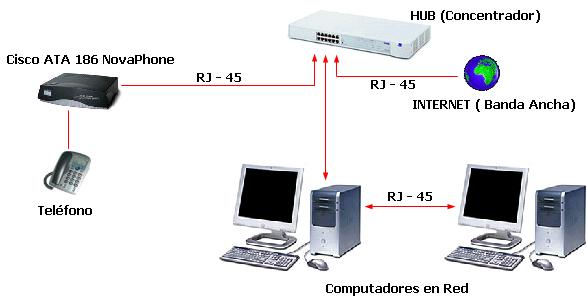 HUB (Concentrador)
Cisco ATA 186 NovaPhone
RJ - 45
RJ - 45
INTERNET ( Banda Ancha)
Teléfono
RJ - 45
Computadores en Red